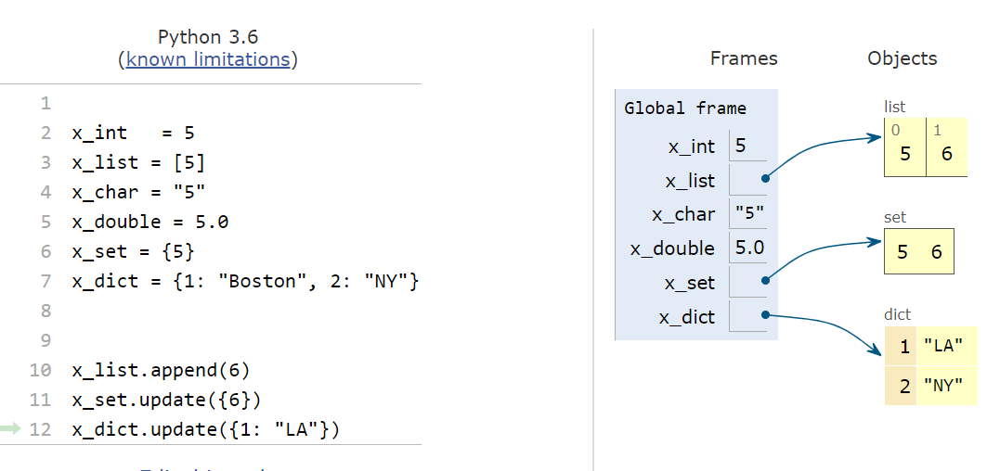 Python 3.6
(known limitations)
1
2 x_int   = 5
3 x_list = [5]
4 x_char = "5"
5 x_double = 5.0
6 x_set = {5}
7 x_dict = {1: "Boston", 2: "NY"}
8
9
10 x_list.append(6)
11 x_set.update({6})
12 x_dict.update({1: "LA"})
Frames
Objects
Global frame
x_int 5
x_list
x_char "5"
x_double 5.0
x_set
x_dict
list
0 1
5 6
set
5 6
dict
1 "LA"
2 "NY"